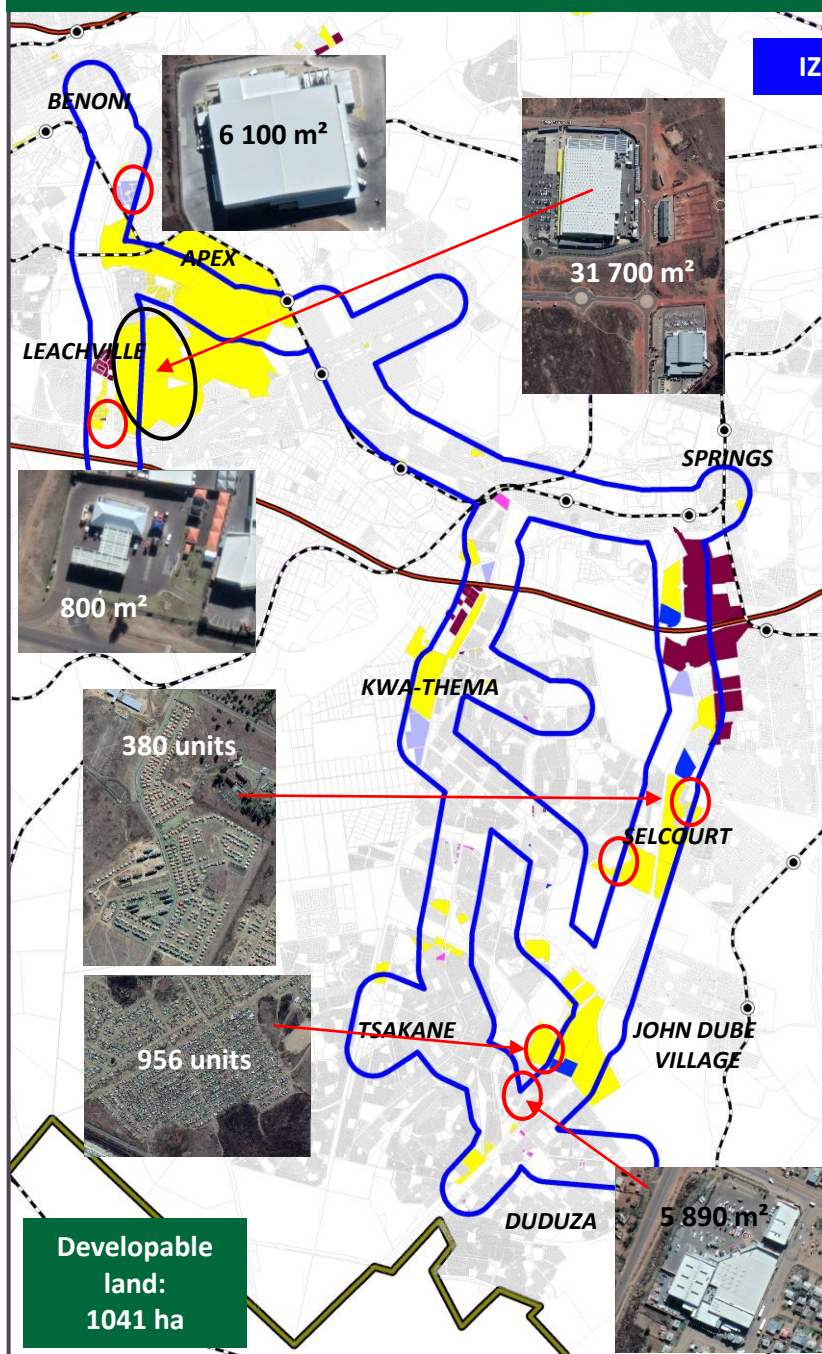 IZ
BENONI
6 100 m²
31 700 m²
APEX
LEACHVILLE
SPRINGS
800 m²
KWA-THEMA
380 units
SELCOURT
956 units
TSAKANE
JOHN DUBE
VILLAGE
5 890 m²
DUDUZA
Developable
land:
1041 ha